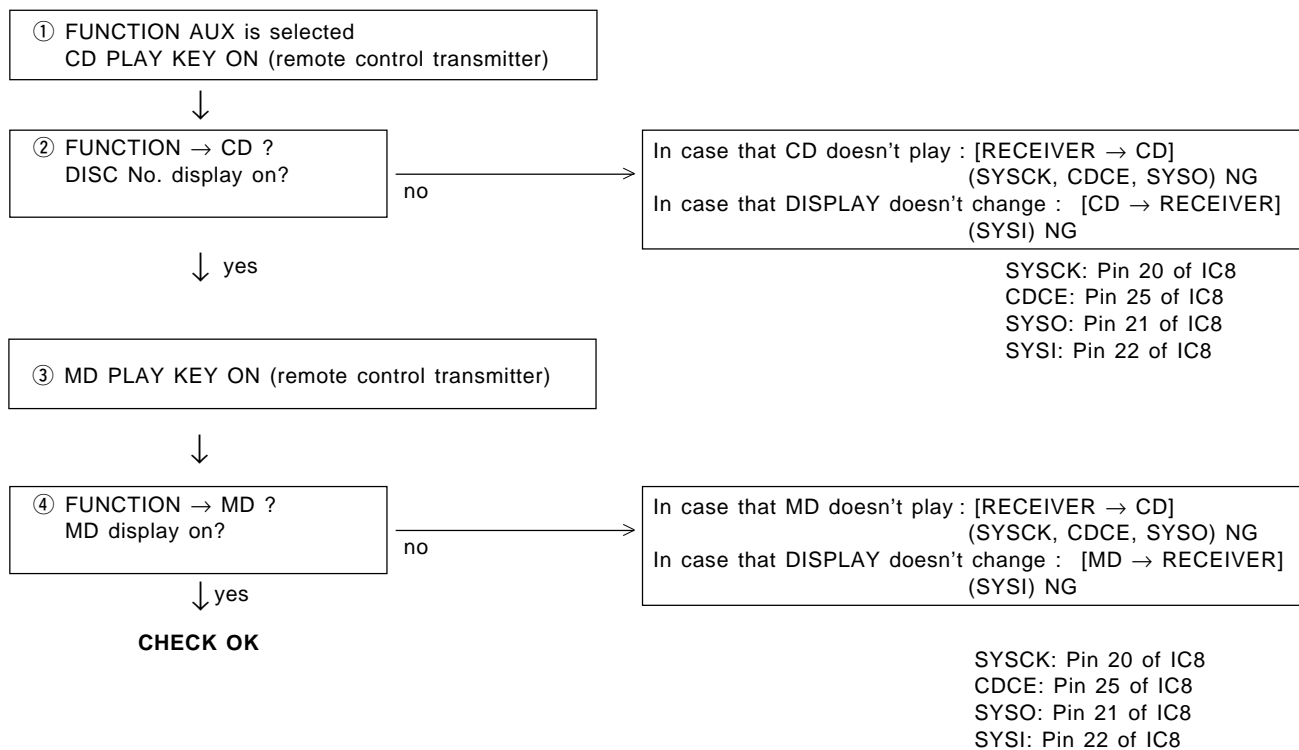 ① FUNCTION AUX is selected
CD PLAY KEY ON (remote control transmitter)
② FUNCTION → CD ?
DISC No. display on?
no
In case that CD doesn't play : [RECEIVER → CD]
(SYSCK, CDCE, SYSO) NG
In case that DISPLAY doesn't change : [CD → RECEIVER]
(SYSI) NG
yes
SYSCK: Pin 20 of IC8
CDCE: Pin 25 of IC8
SYSO: Pin 21 of IC8
SYSI: Pin 22 of IC8
③ MD PLAY KEY ON (remote control transmitter)
④ FUNCTION → MD ?
MD display on?
no
In case that MD doesn't play : [RECEIVER → CD]
(SYSCK, CDCE, SYSO) NG
In case that DISPLAY doesn't change : [MD → RECEIVER]
(SYSI) NG
yes
CHECK OK
SYSCK: Pin 20 of IC8
CDCE: Pin 25 of IC8
SYSO: Pin 21 of IC8
SYSI: Pin 22 of IC8